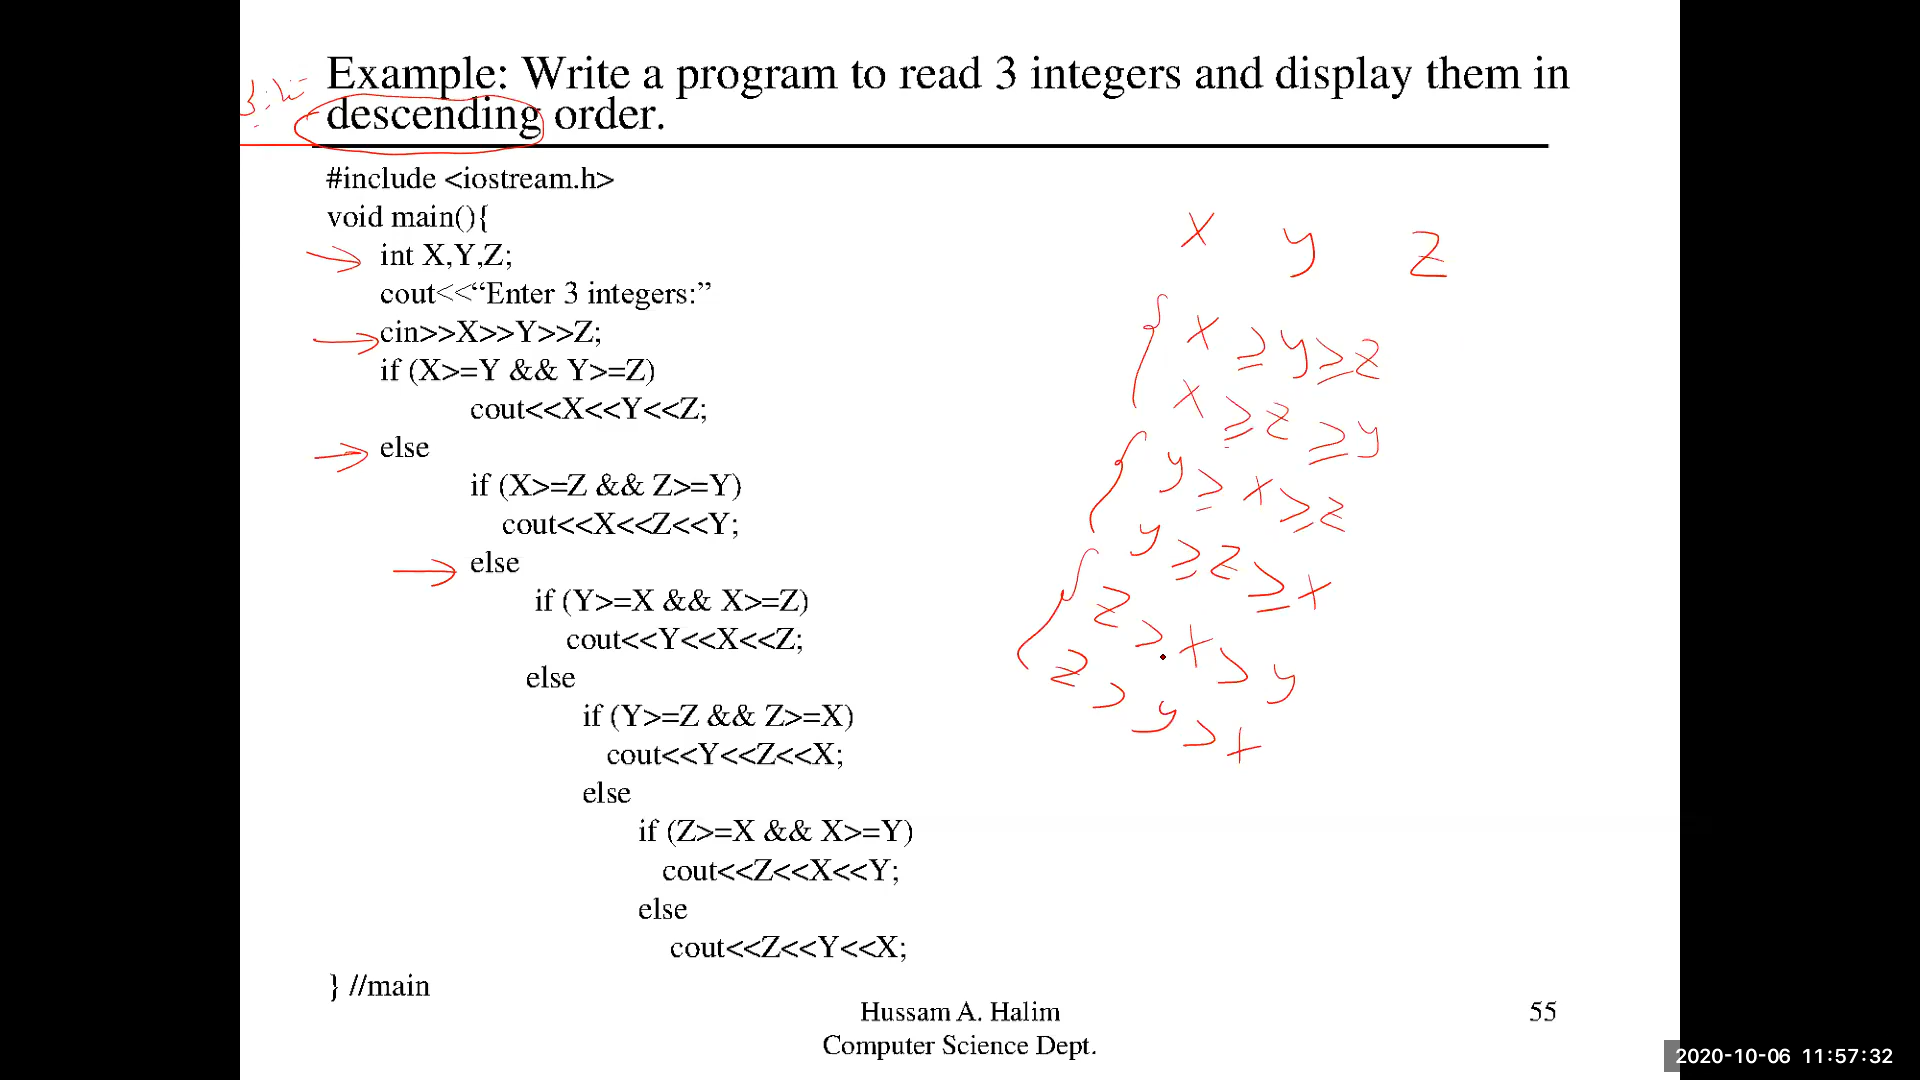 Example: Write a program to read 3 integers and display them in
descending order.
#include <iostream.h>
void main(){
int X,Y,Z;
cout<<“Enter 3 integers:”
cin>>X>>Y>>Z;
if (X>=Y && Y>=Z)
cout<<X<<Y<<Z;
else
if (X>=Z && Z>=Y)
cout<<X<<Z<<Y;
else
if (Y>=X && X>=Z)
cout<<Y<<X<<Z;
else
if (Y>=Z && Z>=X)
cout<<Y<<Z<<X;
else
if (Z>=X && X>=Y)
cout<<Z<<X<<Y;
else
cout<<Z<<Y<<X;
} //main
x y z
x ≥ y ≥ z
x ≥ z ≥ y
y ≥ x ≥ z
y ≥ z ≥ x
z > x > y
z > y > x
Hussam A. Halim
Computer Science Dept.
55
2020-10-06 11:57:32